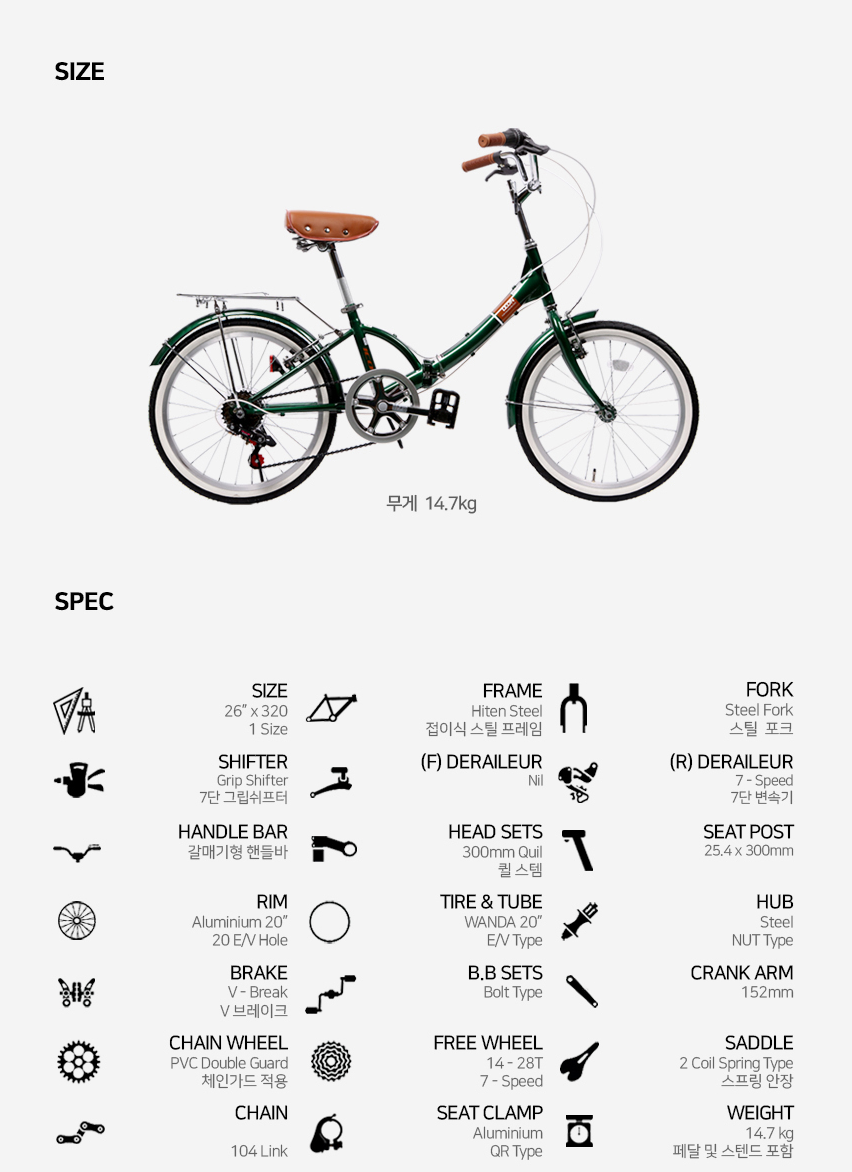 SIZE
무게 14.7kg
SPEC
SIZE
26” x 320
1 Size
FRAME
Hiten Steel
접이식 스틸 프레임
FORK
Steel Fork
스틸 포크
SHIFTER
Grip Shifter
7단 그립쉬프터
(F) DERAILEUR
Nil
(R) DERAILEUR
7 - Speed
7단 변속기
HANDLE BAR
갈매기형 핸들바
HEAD SETS
300mm Quil
퀼 스템
SEAT POST
25.4 x 300mm
RIM
Aluminium 20”
20 E/V Hole
TIRE & TUBE
WANDA 20”
E/V Type
HUB
Steel
NUT Type
BRAKE
V - Break
V 브레이크
B.B SETS
Bolt Type
CRANK ARM
152mm
CHAIN WHEEL
PVC Double Guard
체인가드 적용
FREE WHEEL
14 - 28T
7 - Speed
SADDLE
2 Coil Spring Type
스프링 안장
CHAIN
104 Link
SEAT CLAMP
Aluminium
QR Type
WEIGHT
14.7 kg
페달 및 스텐드 포함